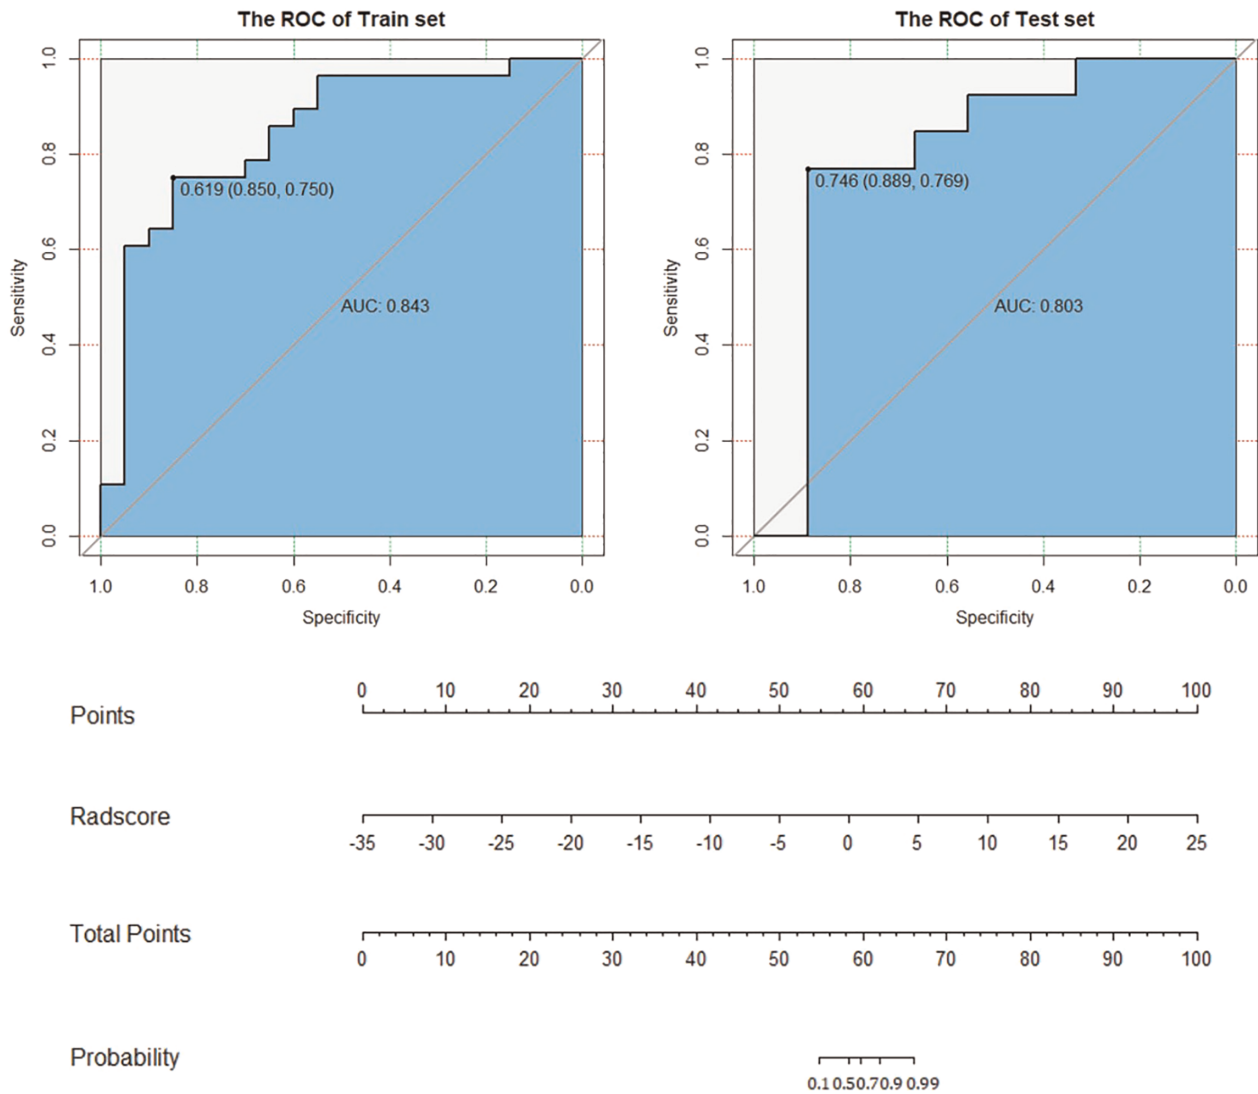 The ROC of Train set
1.0
0.8
0.6
0.4
0.2
0.0
Sensitivity
0.619 (0.850, 0.750)
AUC: 0.843
1.0 0.8 0.6 0.4 0.2 0.0
Specificity
The ROC of Test set
1.0
0.8
0.6
0.4
0.2
0.0
Sensitivity
0.746 (0.889, 0.769)
AUC: 0.803
1.0 0.8 0.6 0.4 0.2 0.0
Specificity
0 10 20 30 40 50 60 70 80 90 100
Points
Radscore
-35 -30 -25 -20 -15 -10 -5 0 5 10 15 20 25
Total Points
0 10 20 30 40 50 60 70 80 90 100
Probability
0.1 0.50.70.9 0.99